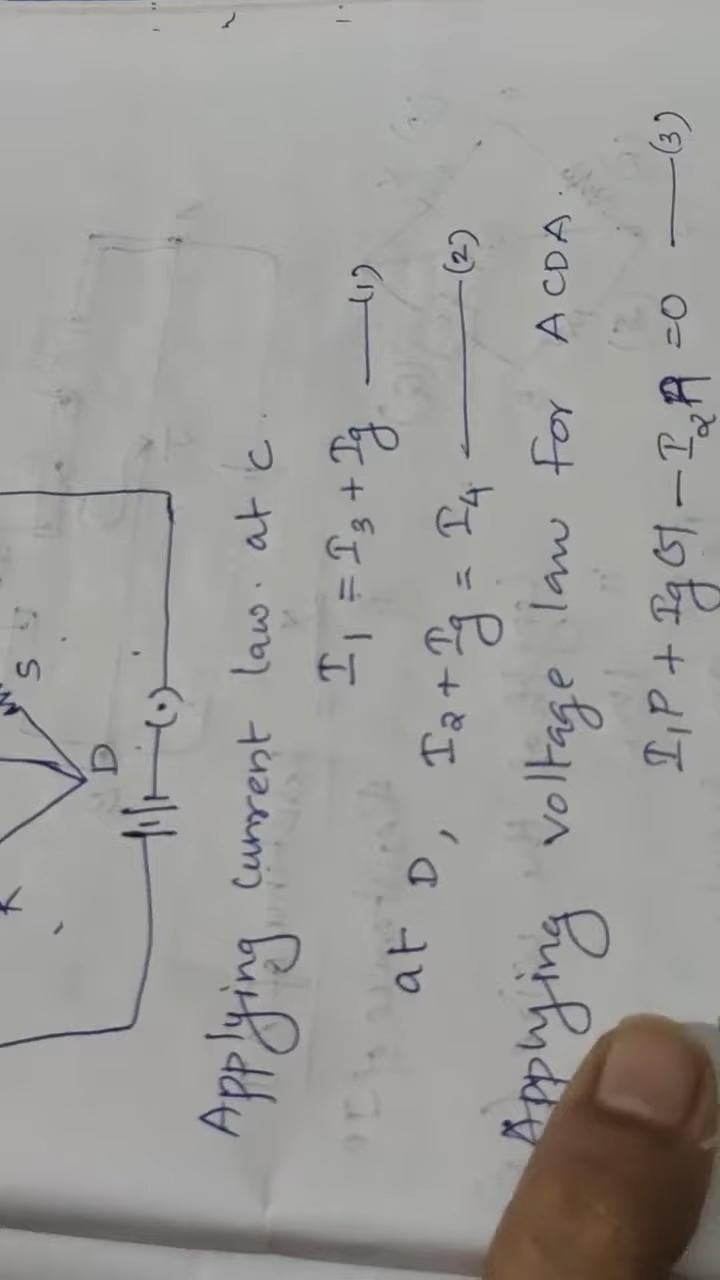 R
S
D
(.)
Applying Current law. at C.
I₁ = I₃ + Ig —(1)
at D, I₂ + Ig = I₄ —(2)
Applying voltage law for ACDA.
I₁P + Ig G - I₂R = 0 —(3)